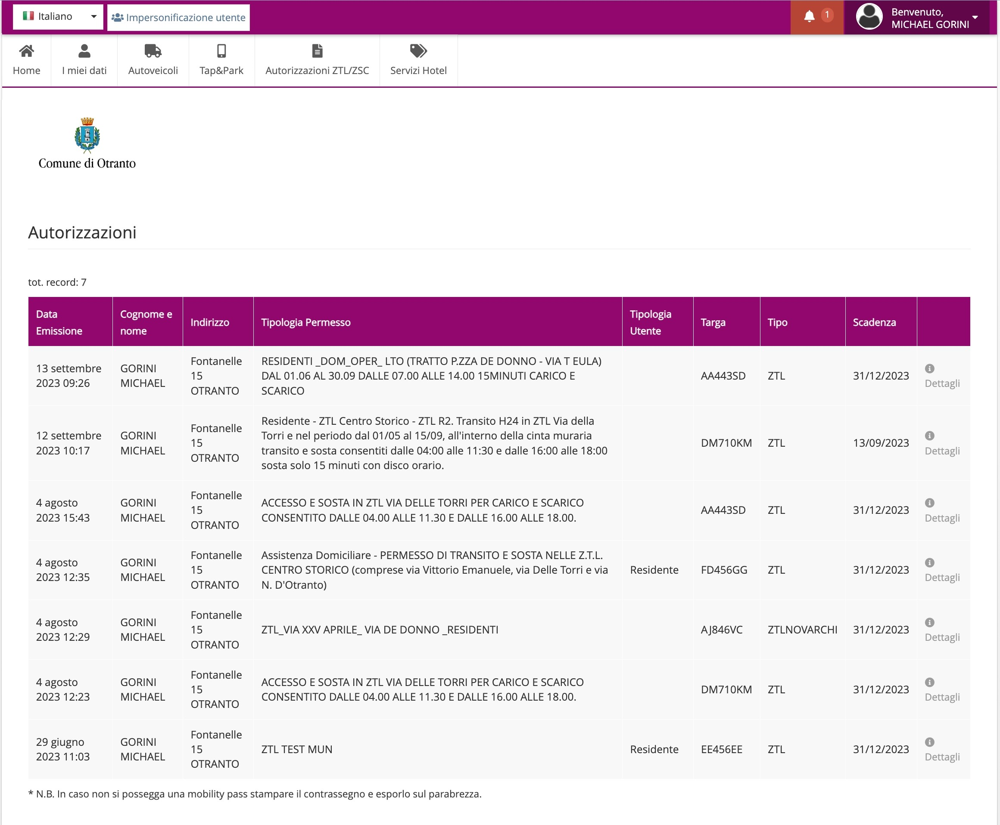 Italiano
Impersonificazione utente
1
Benvenuto,
MICHAEL GORINI
Home
I miei dati
Autoveicoli
Tap&Park
Autorizzazioni ZTL/ZSC
Servizi Hotel
Comune di Otranto
Autorizzazioni
tot. record: 7
Data
Emissione
Cognome e
nome
Indirizzo
Tipologia Permesso
Tipologia
Utente
Targa
Tipo
Scadenza
13 settembre
2023 09:26
GORINI
MICHAEL
Fontanelle
15
OTRANTO
RESIDENTI _DOM_OPER_ LTO (TRATTO P.ZZA DE DONNO - VIA T EULA)
DAL 01.06 AL 30.09 DALLE 07.00 ALLE 14.00 15MINUTI CARICO E
SCARICO
AA443SD
ZTL
31/12/2023
Dettagli
12 settembre
2023 10:17
GORINI
MICHAEL
Fontanelle
15
OTRANTO
Residente - ZTL Centro Storico - ZTL R2. Transito H24 in ZTL Via della
Torri e nel periodo dal 01/05 al 15/09, all'interno della cinta muraria
transito e sosta consentiti dalle 04:00 alle 11:30 e dalle 16:00 alle 18:00
sosta solo 15 minuti con disco orario.
DM710KM
ZTL
13/09/2023
Dettagli
4 agosto
2023 15:43
GORINI
MICHAEL
Fontanelle
15
OTRANTO
ACCESSO E SOSTA IN ZTL VIA DELLE TORRI PER CARICO E SCARICO
CONSENTITO DALLE 04.00 ALLE 11.30 E DALLE 16.00 ALLE 18.00.
AA443SD
ZTL
31/12/2023
Dettagli
4 agosto
2023 12:35
GORINI
MICHAEL
Fontanelle
15
OTRANTO
Assistenza Domiciliare - PERMESSO DI TRANSITO E SOSTA NELLE Z.T.L.
CENTRO STORICO (comprese via Vittorio Emanuele, via Delle Torri e via
N. D'Otranto)
Residente
FD456GG
ZTL
31/12/2023
Dettagli
4 agosto
2023 12:29
GORINI
MICHAEL
Fontanelle
15
OTRANTO
ZTL_VIA XXV APRILE_ VIA DE DONNO _RESIDENTI
AJ846VC
ZTLNOVARCHI
31/12/2023
Dettagli
4 agosto
2023 12:23
GORINI
MICHAEL
Fontanelle
15
OTRANTO
ACCESSO E SOSTA IN ZTL VIA DELLE TORRI PER CARICO E SCARICO
CONSENTITO DALLE 04.00 ALLE 11.30 E DALLE 16.00 ALLE 18.00.
DM710KM
ZTL
31/12/2023
Dettagli
29 giugno
2023 11:03
GORINI
MICHAEL
Fontanelle
15
OTRANTO
ZTL TEST MUN
Residente
EE456EE
ZTL
31/12/2023
Dettagli
* N.B. In caso non si possegga una mobility pass stampare il contrassegno e esporlo sul parabrezza.